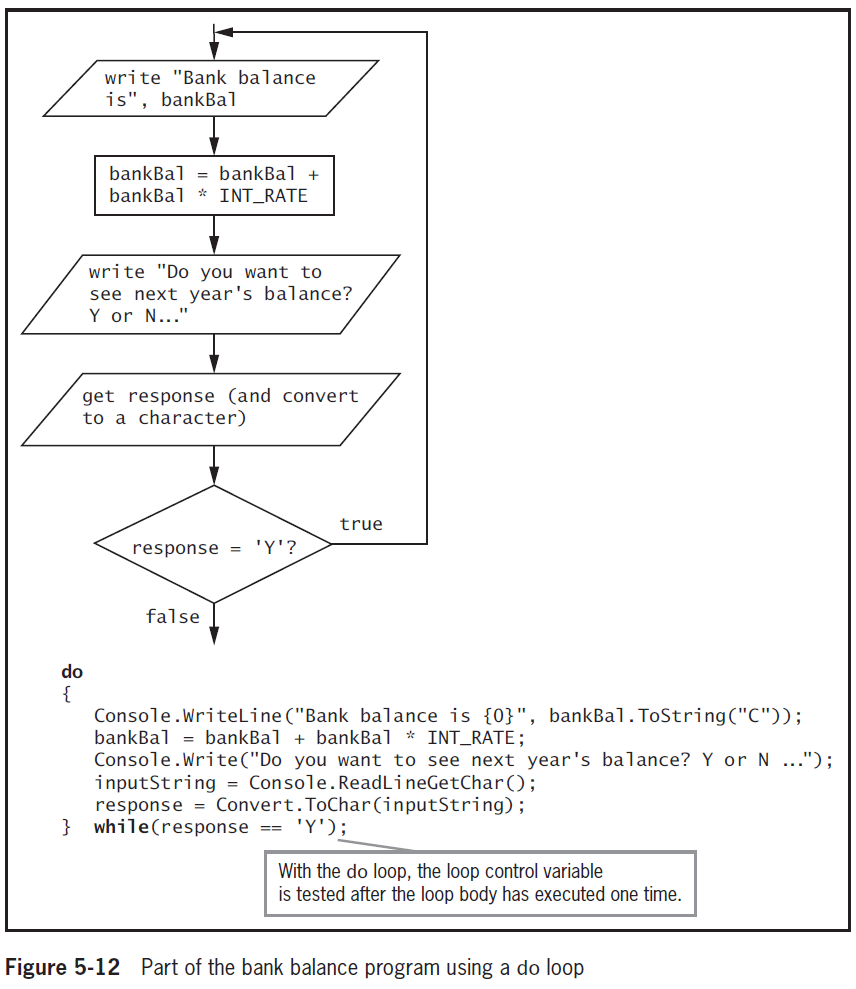 write "Bank balance
is", bankBal
bankBal = bankBal +
bankBal * INT_RATE
write "Do you want to
see next year's balance?
Y or N..."
get response (and convert
to a character)
response = 'Y'?
true
false
do
{
Console.WriteLine("Bank balance is {0}", bankBal.ToString("C"));
bankBal = bankBal + bankBal * INT_RATE;
Console.Write("Do you want to see next year's balance? Y or N ...");
inputString = Console.ReadLineGetChar();
response = Convert.ToChar(inputString);
} while(response == 'Y');
With the do loop, the loop control variable
is tested after the loop body has executed one time.
Figure 5-12 Part of the bank balance program using a do loop